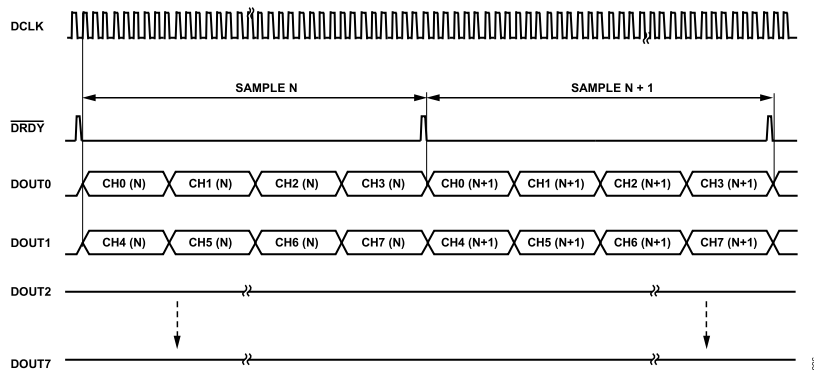 DCLK
SAMPLE N
SAMPLE N + 1
DRDY
DOUT0
CH0 (N)
CH1 (N)
CH2 (N)
CH3 (N)
CH0 (N+1)
CH1 (N+1)
CH2 (N+1)
CH3 (N+1)
DOUT1
CH4 (N)
CH5 (N)
CH6 (N)
CH7 (N)
CH4 (N+1)
CH5 (N+1)
CH6 (N+1)
CH7 (N+1)
DOUT2
DOUT7